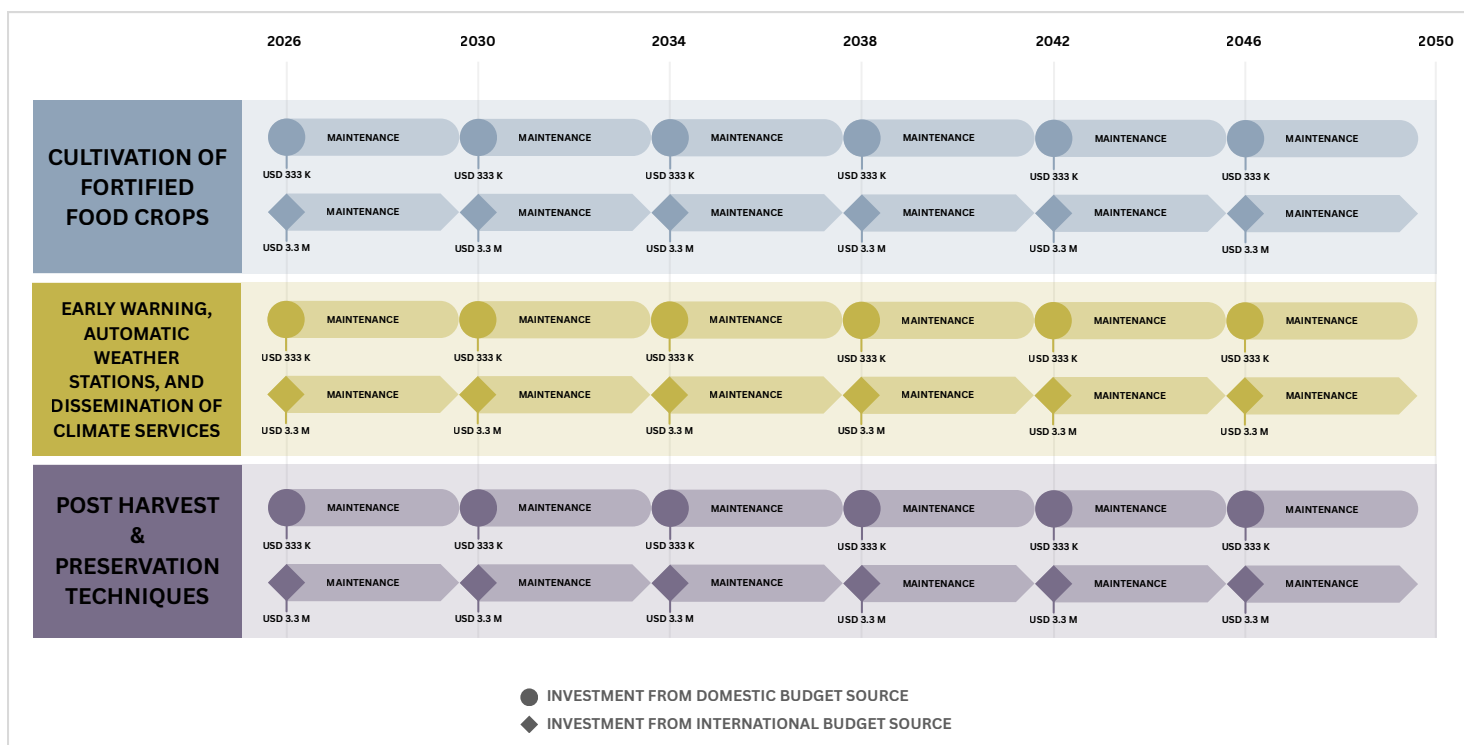 2026 2030 2034 2038 2042 2046 2050
CULTIVATION OF
FORTIFIED
FOOD CROPS
MAINTENANCE MAINTENANCE MAINTENANCE MAINTENANCE MAINTENANCE MAINTENANCE
USD 333 K USD 333 K USD 333 K USD 333 K USD 333 K USD 333 K
MAINTENANCE MAINTENANCE MAINTENANCE MAINTENANCE MAINTENANCE MAINTENANCE
USD 3.3 M USD 3.3 M USD 3.3 M USD 3.3 M USD 3.3 M USD 3.3 M
EARLY WARNING,
AUTOMATIC
WEATHER
STATIONS, AND
DISSEMINATION OF
CLIMATE SERVICES
MAINTENANCE MAINTENANCE MAINTENANCE MAINTENANCE MAINTENANCE MAINTENANCE
USD 333 K USD 333 K USD 333 K USD 333 K USD 333 K USD 333 K
MAINTENANCE MAINTENANCE MAINTENANCE MAINTENANCE MAINTENANCE MAINTENANCE
USD 3.3 M USD 3.3 M USD 3.3 M USD 3.3 M USD 3.3 M USD 3.3 M
POST HARVEST
&
PRESERVATION
TECHNIQUES
MAINTENANCE MAINTENANCE MAINTENANCE MAINTENANCE MAINTENANCE MAINTENANCE
USD 333 K USD 333 K USD 333 K USD 333 K USD 333 K USD 333 K
MAINTENANCE MAINTENANCE MAINTENANCE MAINTENANCE MAINTENANCE MAINTENANCE
USD 3.3 M USD 3.3 M USD 3.3 M USD 3.3 M USD 3.3 M USD 3.3 M
INVESTMENT FROM DOMESTIC BUDGET SOURCE
INVESTMENT FROM INTERNATIONAL BUDGET SOURCE